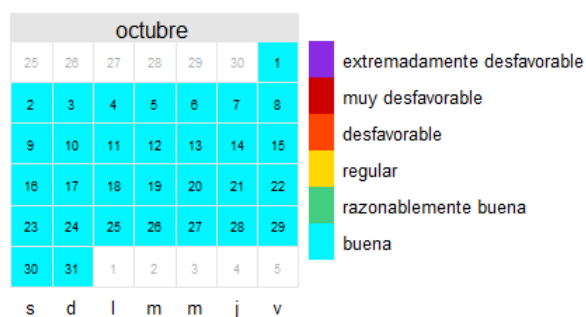 octubre
25 26 27 28 29 30 1
2 3 4 5 6 7 8
9 10 11 12 13 14 15
16 17 18 19 20 21 22
23 24 25 26 27 28 29
30 31 1 2 3 4 5
s d l m m j v
extremadamente desfavorable
muy desfavorable
desfavorable
regular
razonablemente buena
buena